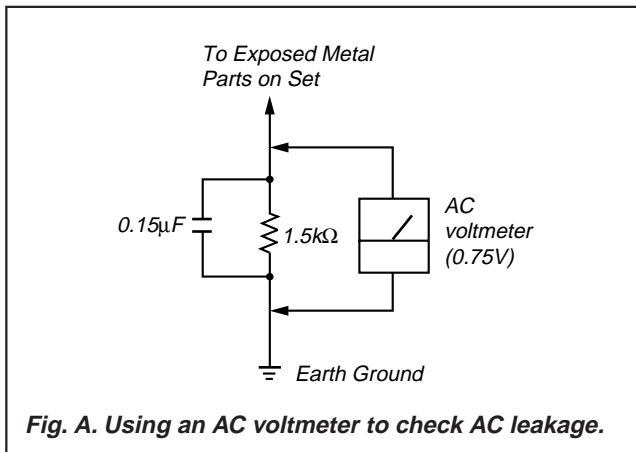 To Exposed Metal
Parts on Set
0.15μF
1.5kΩ
AC
voltmeter
(0.75V)
Earth Ground
Fig. A. Using an AC voltmeter to check AC leakage.